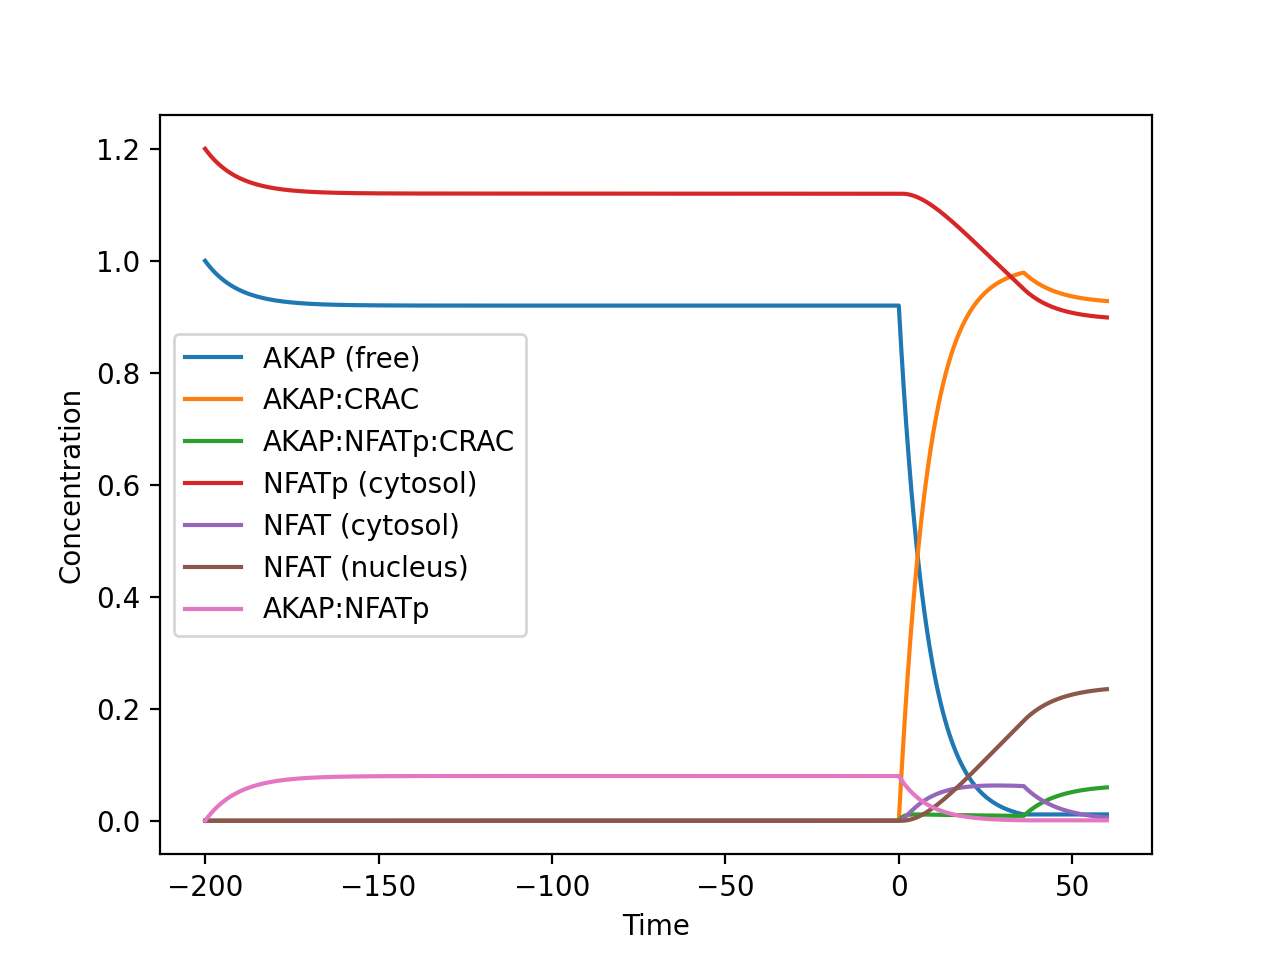 1.2
1.0
0.8
0.6
0.4
0.2
0.0
Concentration
AKAP (free)
AKAP:CRAC
AKAP:NFATp:CRAC
NFATp (cytosol)
NFAT (cytosol)
NFAT (nucleus)
AKAP:NFATp
−200 −150 −100 −50 0 50
Time